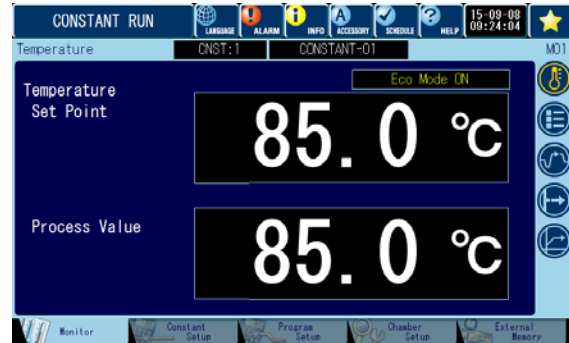 CONSTANT RUN
LANGUAGE
ALARM
INFO
ACCESSORY
SCHEDULE
HELP
15-09-08
09:24:04
Temperature
CNST:1
CONSTANT-01
M01
Eco Mode ON
Temperature
Set Point
85.0 °C
Process Value
85.0 °C
Monitor
Constant
Setup
Program
Setup
Chamber
Setup
External
Memory